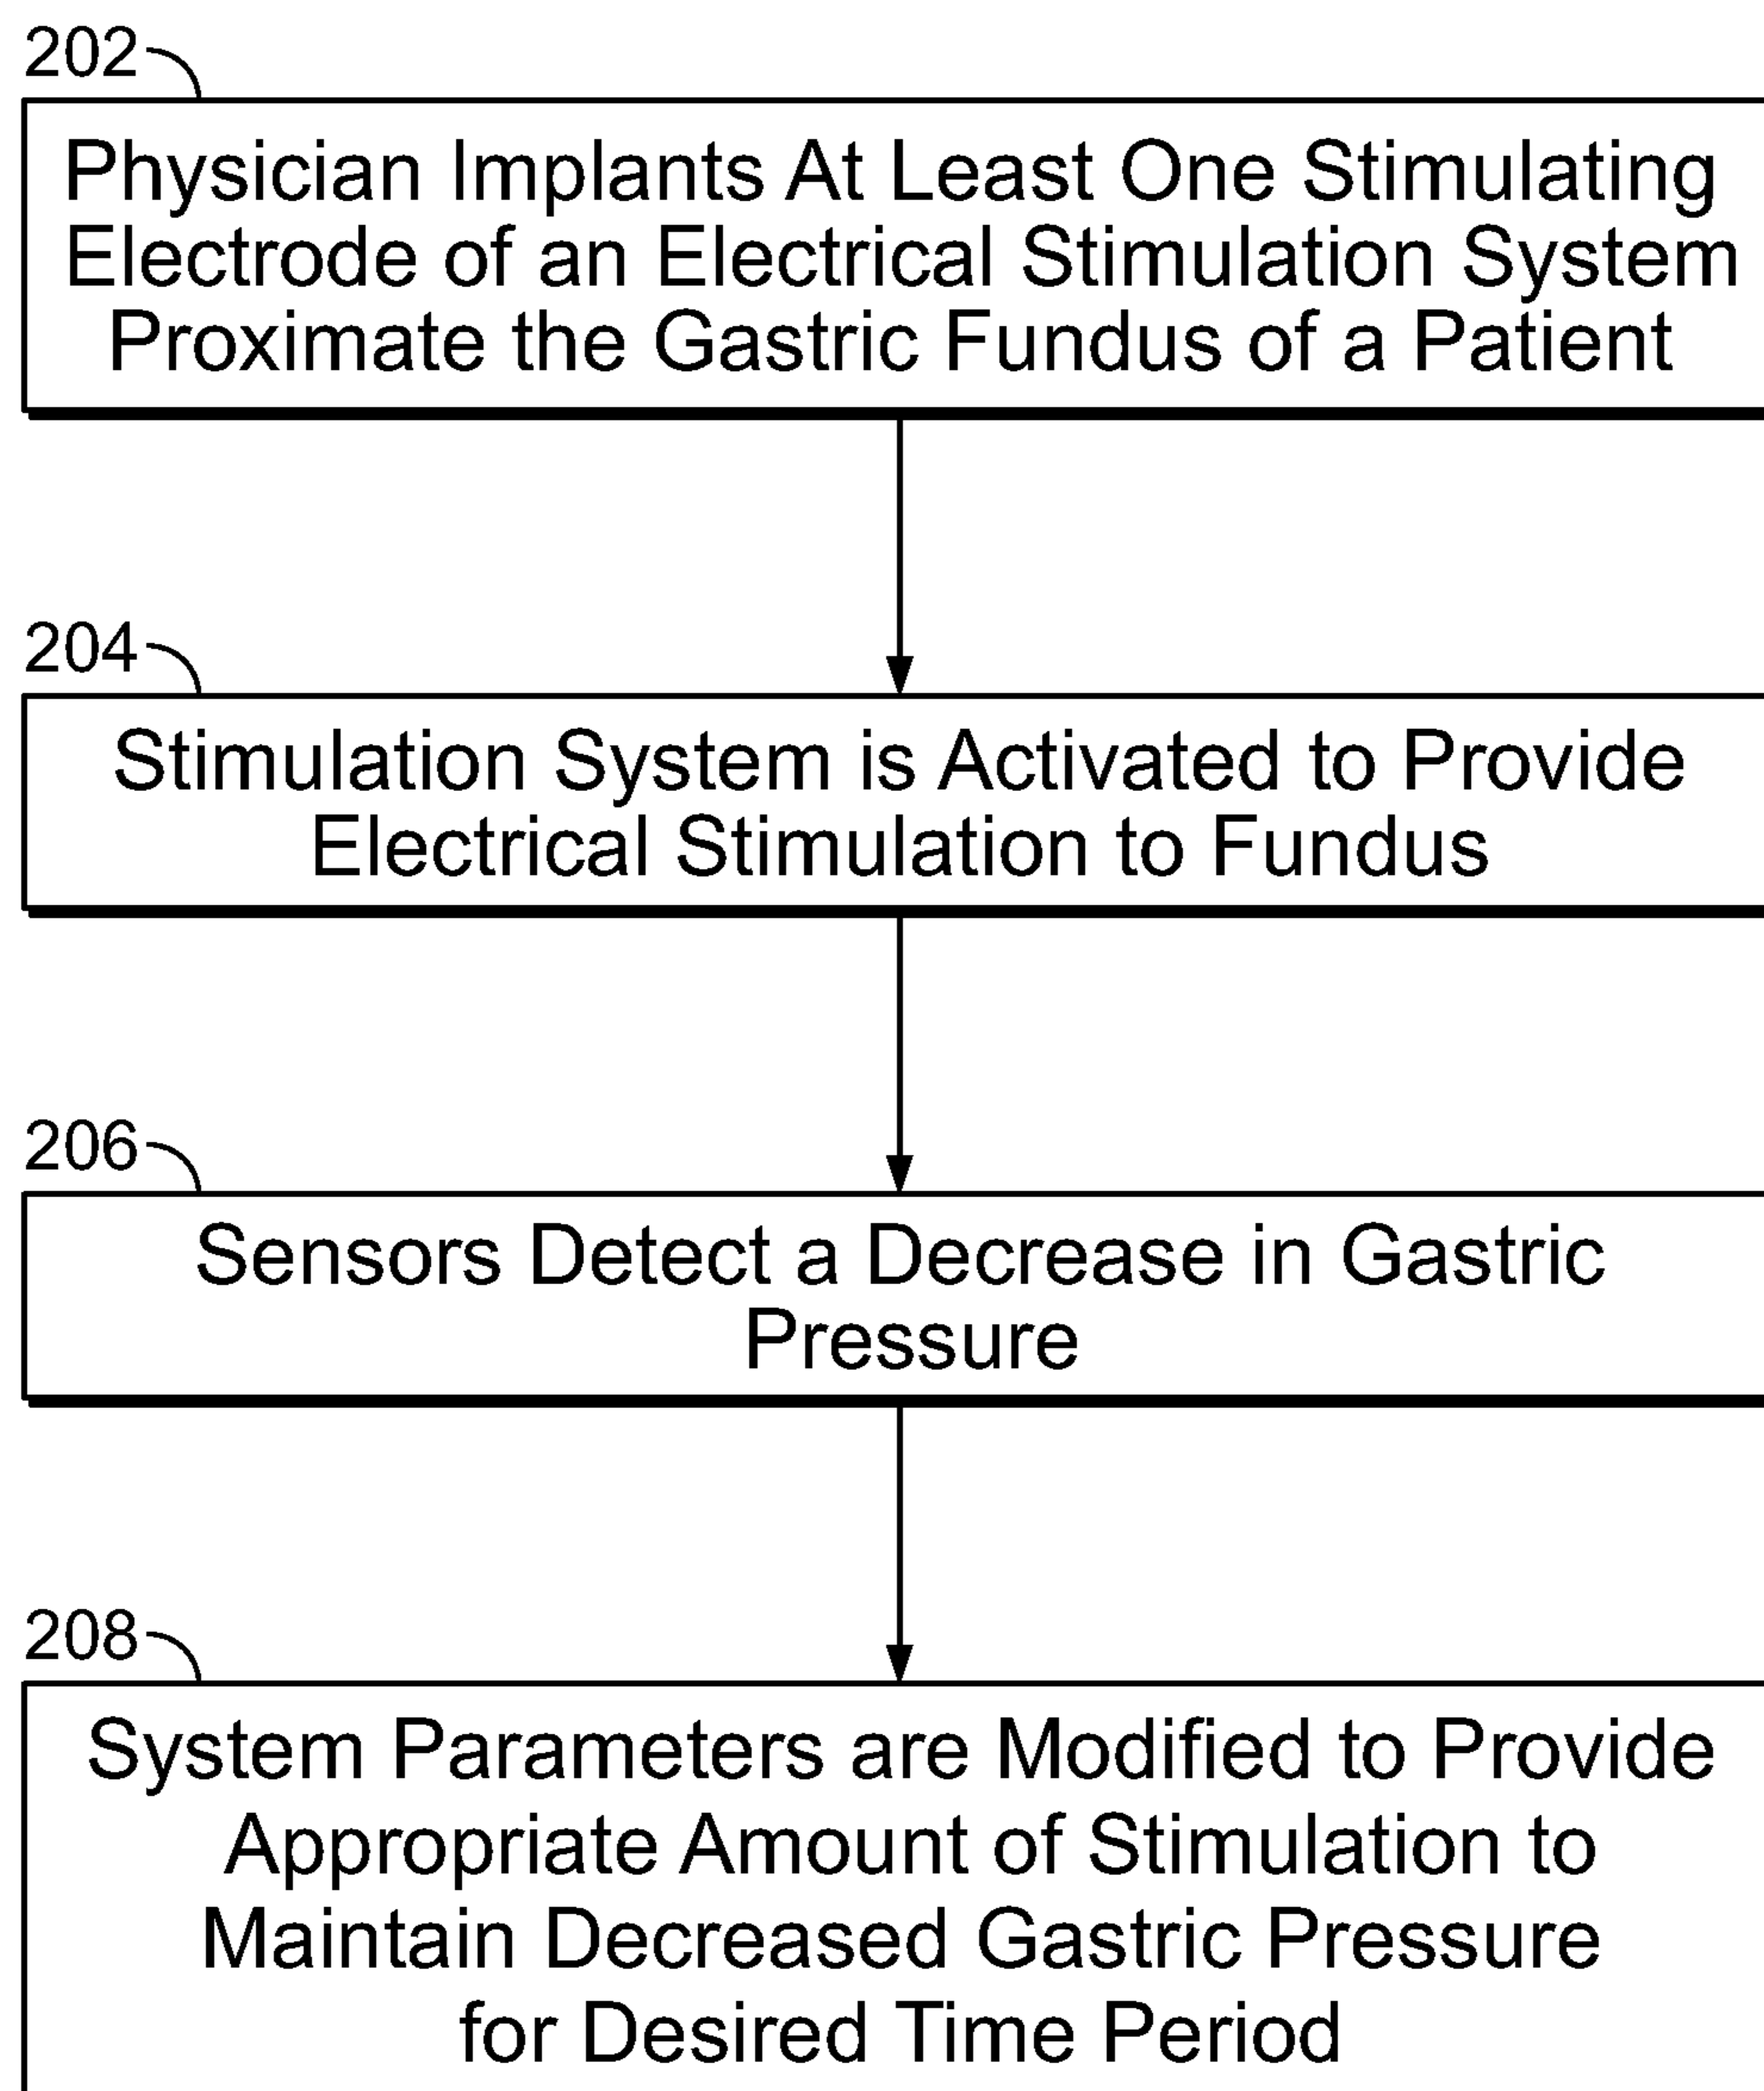 202
Physician Implants At Least One Stimulating
Electrode of an Electrical Stimulation System
Proximate the Gastric Fundus of a Patient
204
Stimulation System is Activated to Provide
Electrical Stimulation to Fundus
206
Sensors Detect a Decrease in Gastric
Pressure
208
System Parameters are Modified to Provide
Appropriate Amount of Stimulation to
Maintain Decreased Gastric Pressure
for Desired Time Period